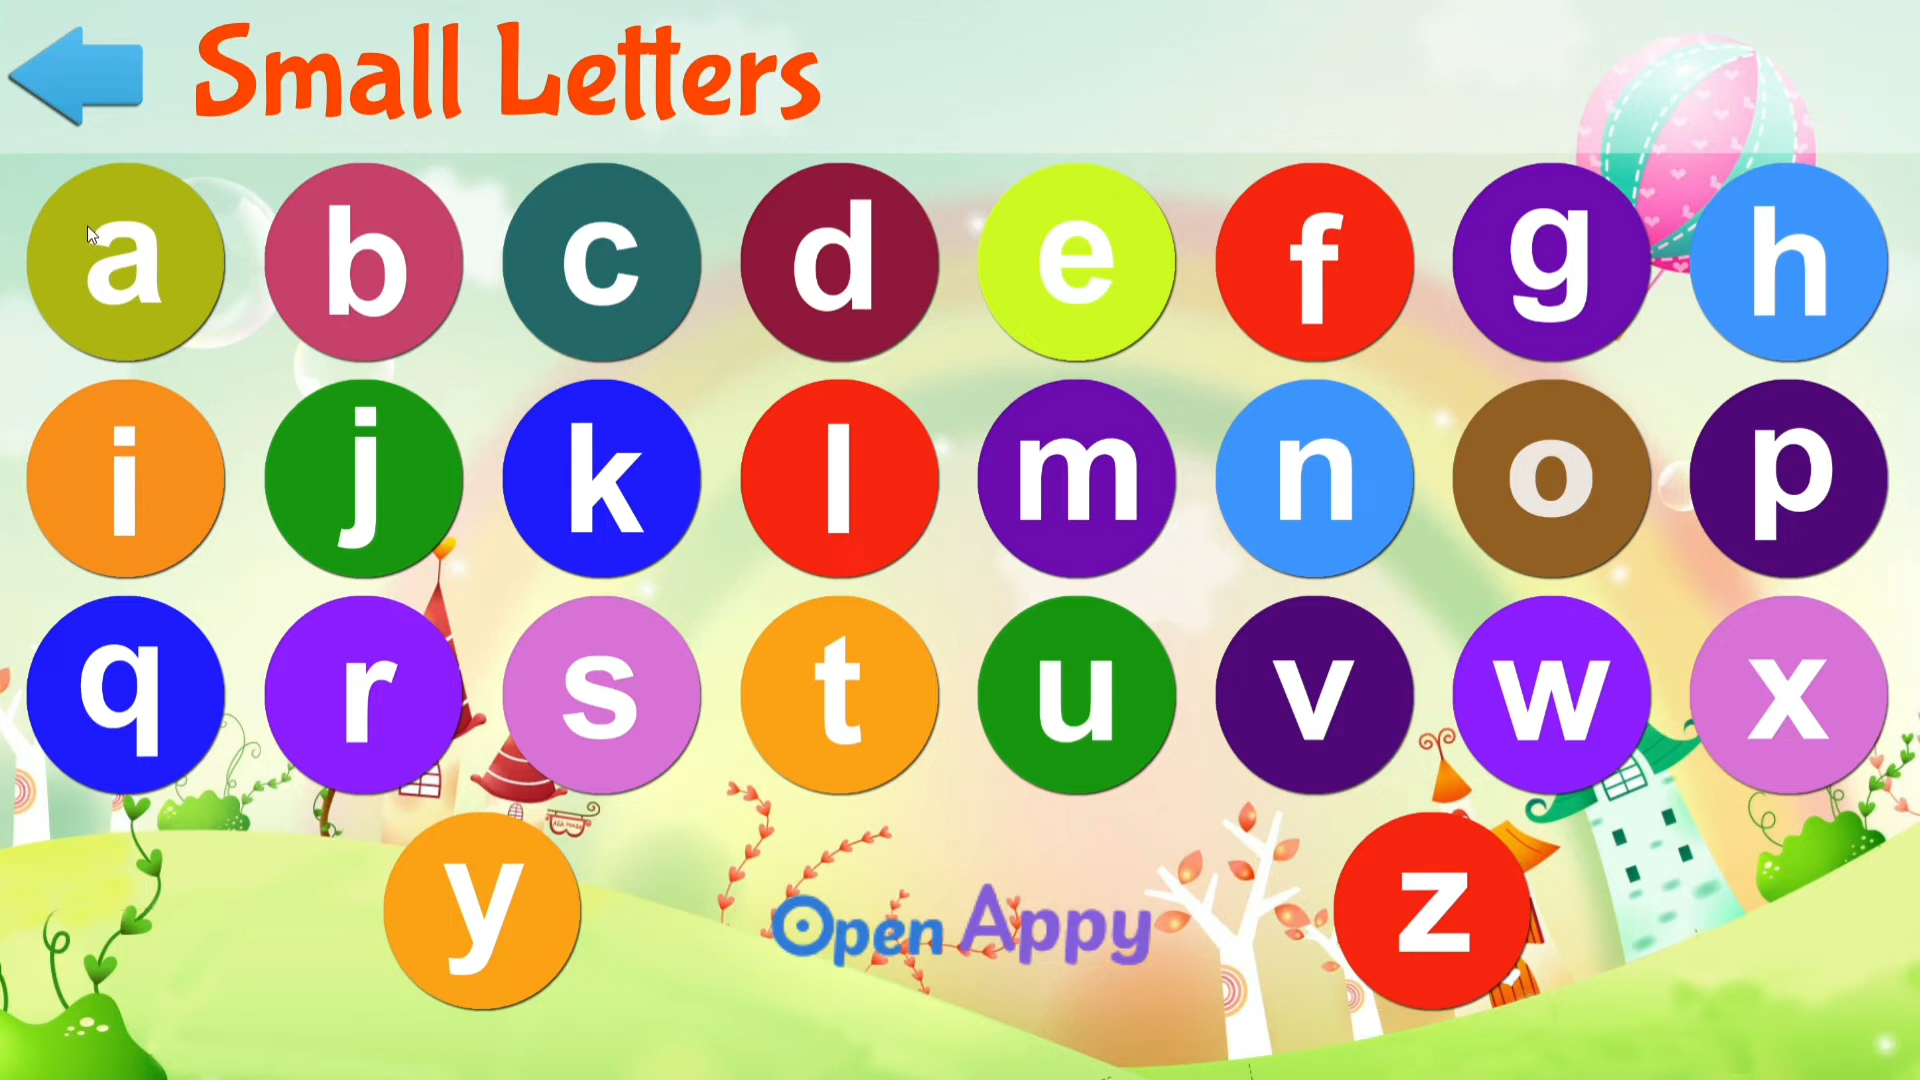 Small Letters
a b c d e f g h
i j k l m n o p
q r s t u v w x
y Open Appy z